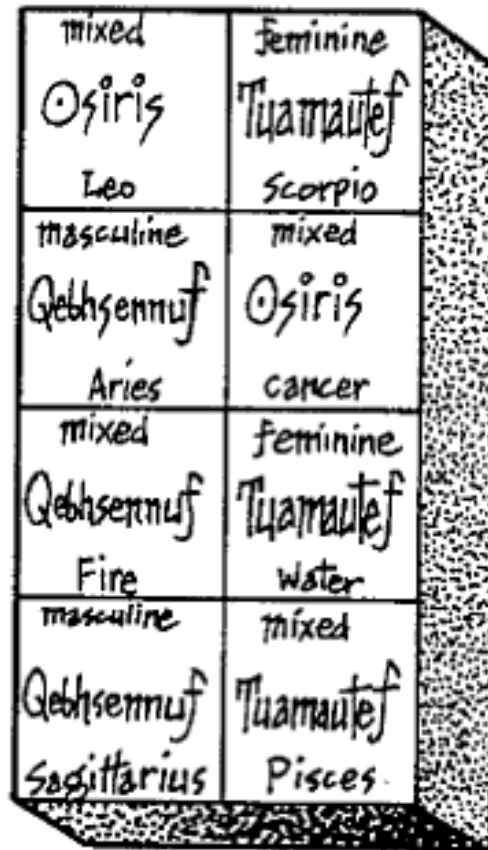 mixed
Osiris
Leo
feminine
Tuamautef
Scorpio
masculine
Qebhsennuf
Aries
mixed
Osiris
cancer
mixed
Qebhsennuf
Fire
feminine
Tuamautef
water
masculine
Qebhsennuf
Sagittarius
mixed
Tuamautef
Pisces